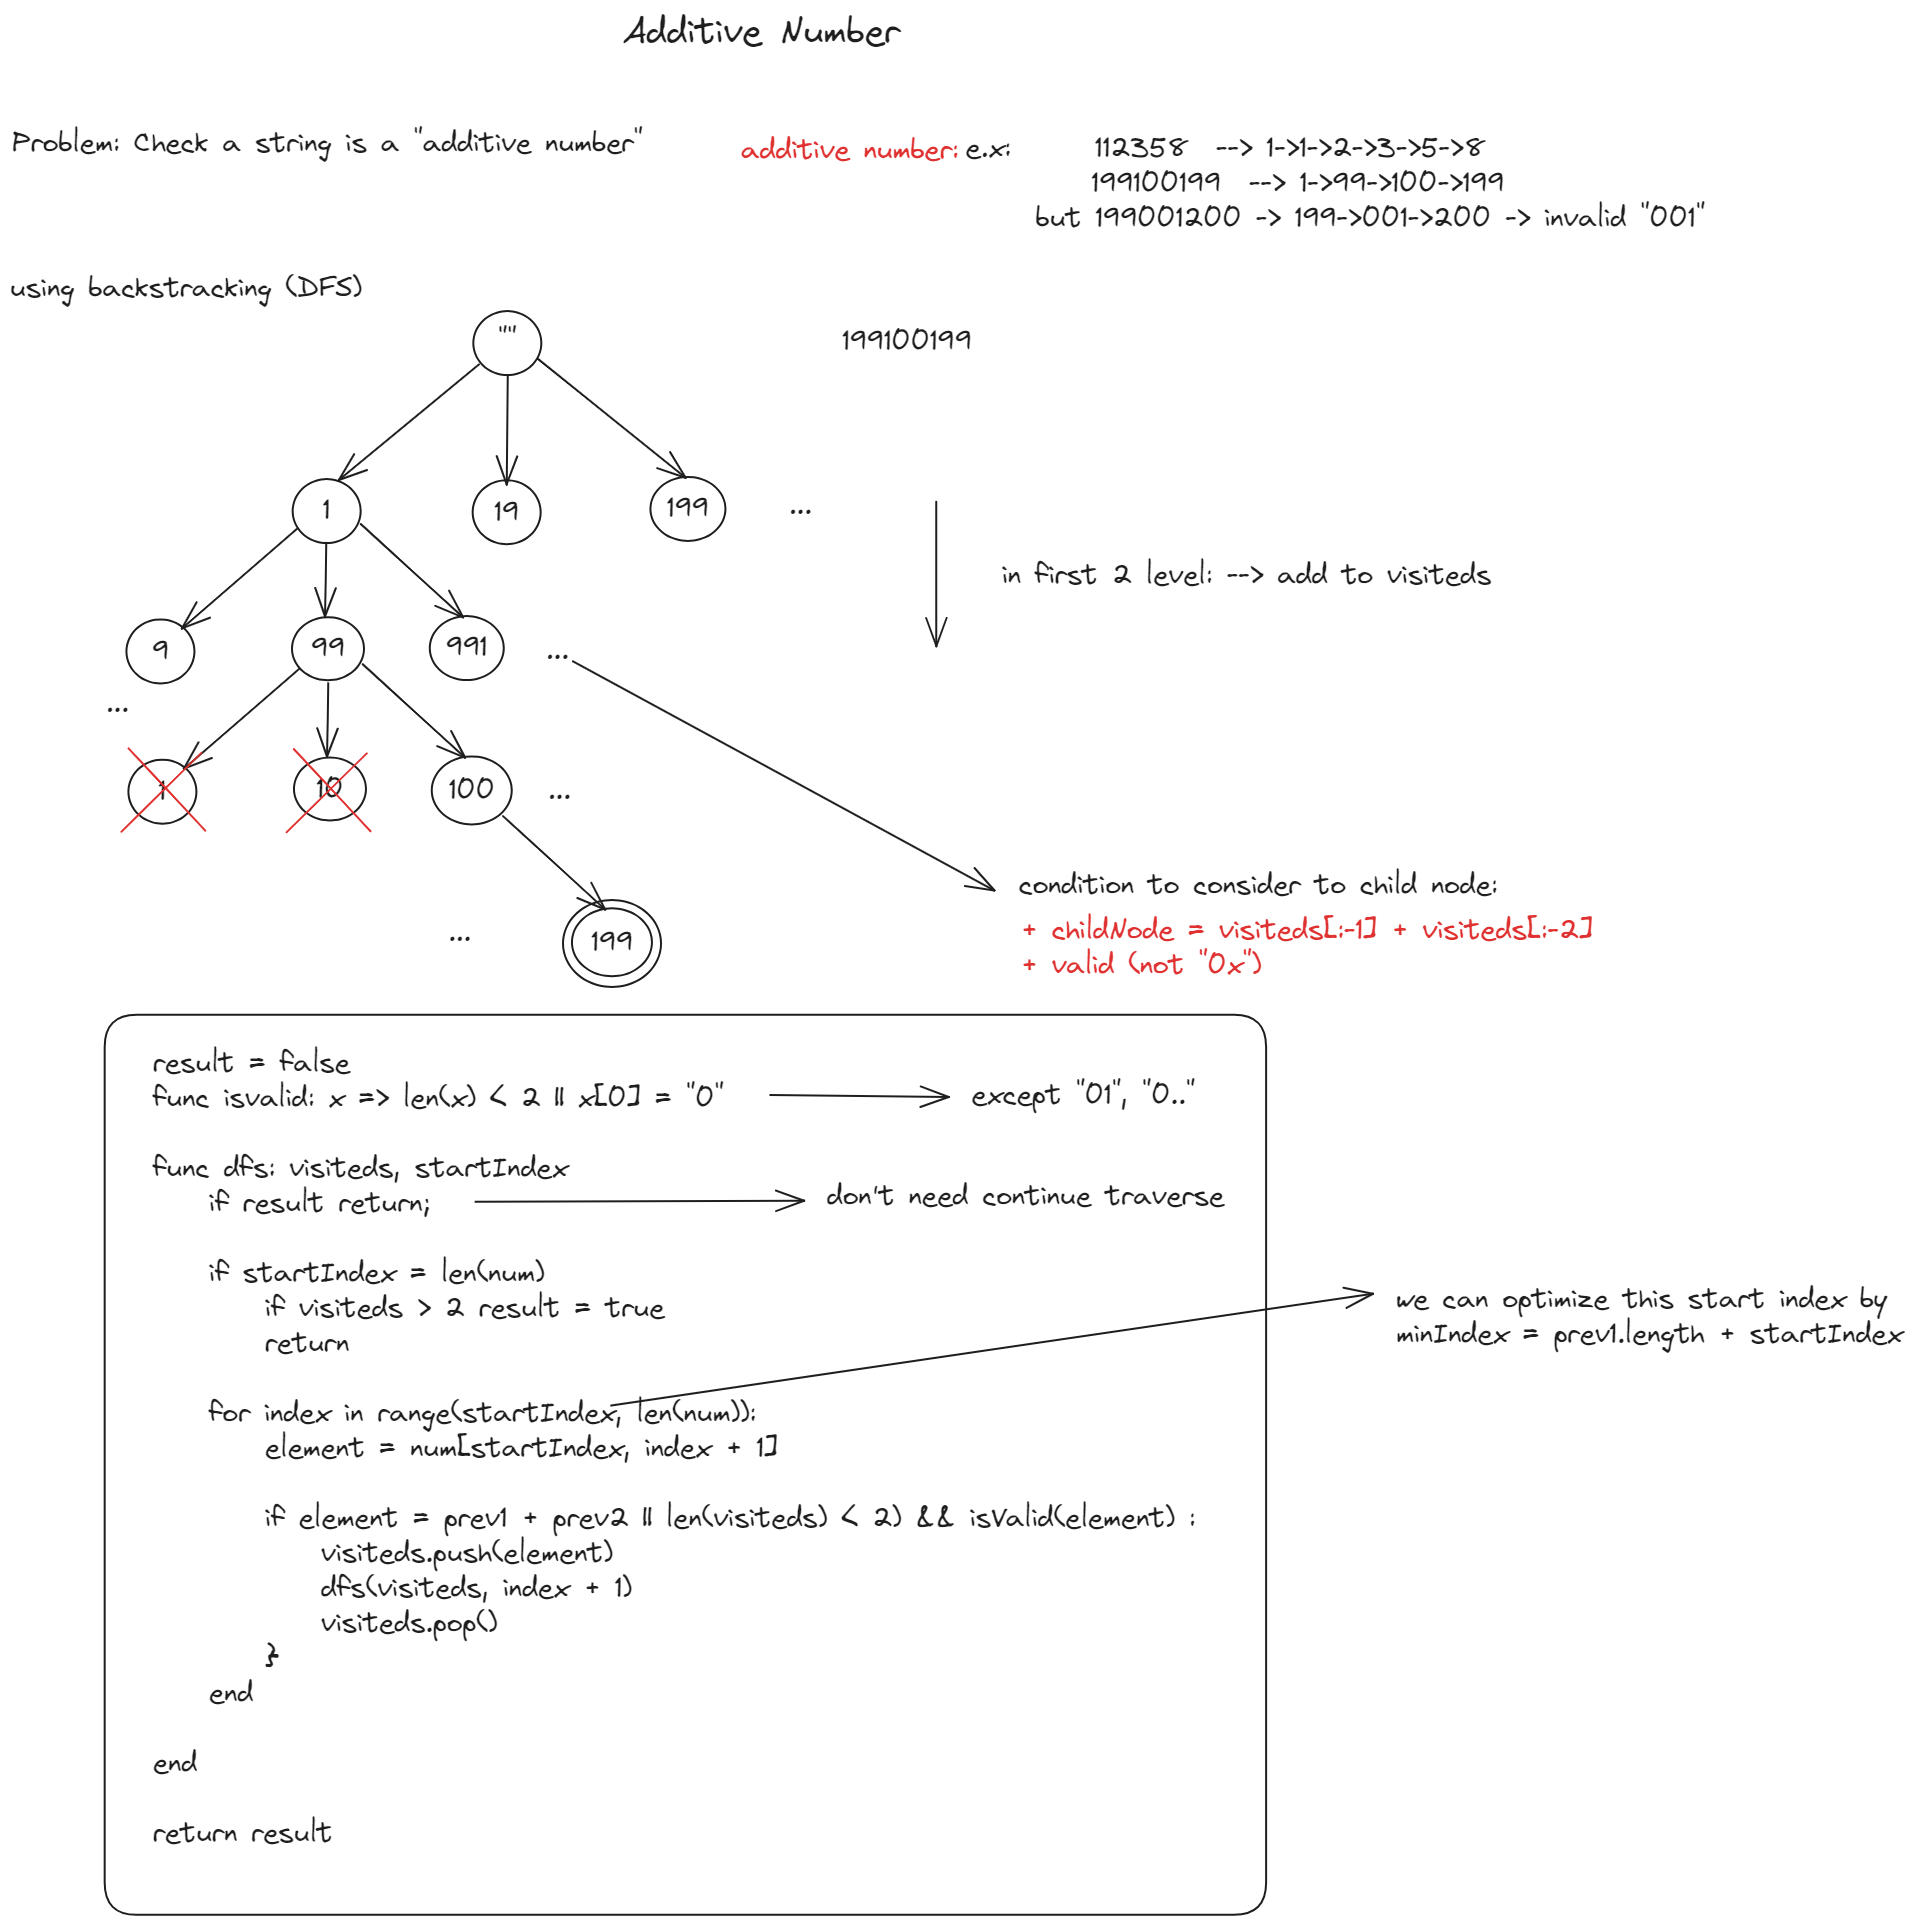 Additive Number
Problem: Check a string is a "additive number"
additive number: e.x:
112358 --> 1->1->2->3->5->8
199100199 --> 1->99->100->199
but 199001200 -> 199->001->200 -> invalid "001"
using backstracking (DFS)
""
199100199
1
19
199
...
in first 2 level: --> add to visiteds
9
99
991
...
...
1
10
100
...
condition to consider to child node:
+ childNode = visiteds[:-1] + visiteds[:-2]
+ valid (not "0x")
...
199
result = false
func isvalid: x => len(x) < 2 || x[0] = "0"
except "01", "0.."
func dfs: visiteds, startIndex
if result return;
don't need continue traverse
if startIndex = len(num)
if visiteds > 2 result = true
return
we can optimize this start index by
minIndex = prev1.length + startIndex
for index in range(startIndex, len(num)):
element = num[startIndex, index + 1]
if element = prev1 + prev2 || len(visiteds) < 2) && isValid(element) :
visiteds.push(element)
dfs(visiteds, index + 1)
visiteds.pop()
}
end
end
return result